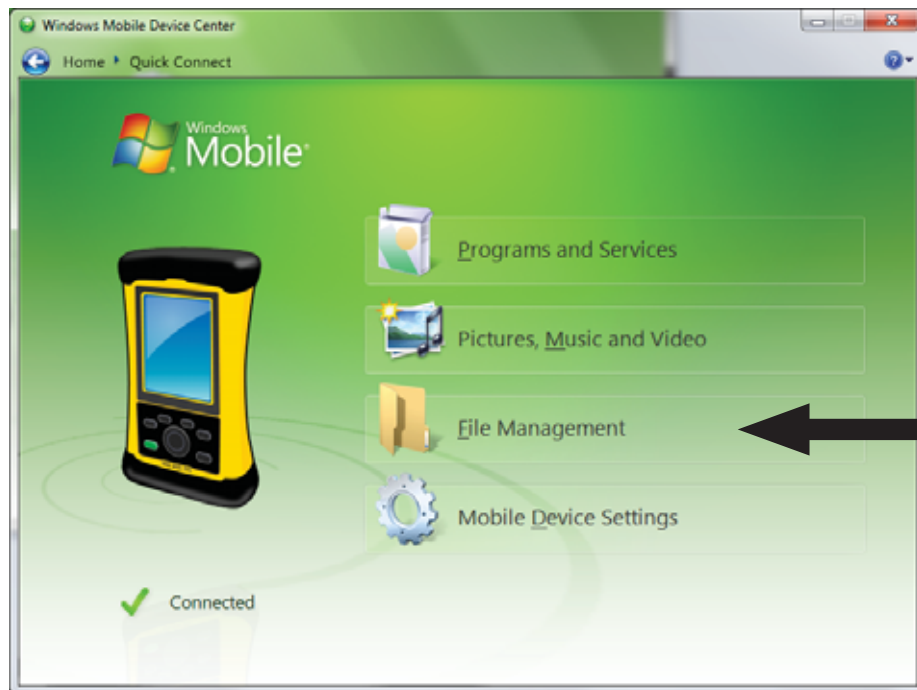 Windows Mobile Device Center
Home Quick Connect
Windows
Mobile
Programs and Services
Pictures, Music and Video
File Management
Mobile Device Settings
Connected